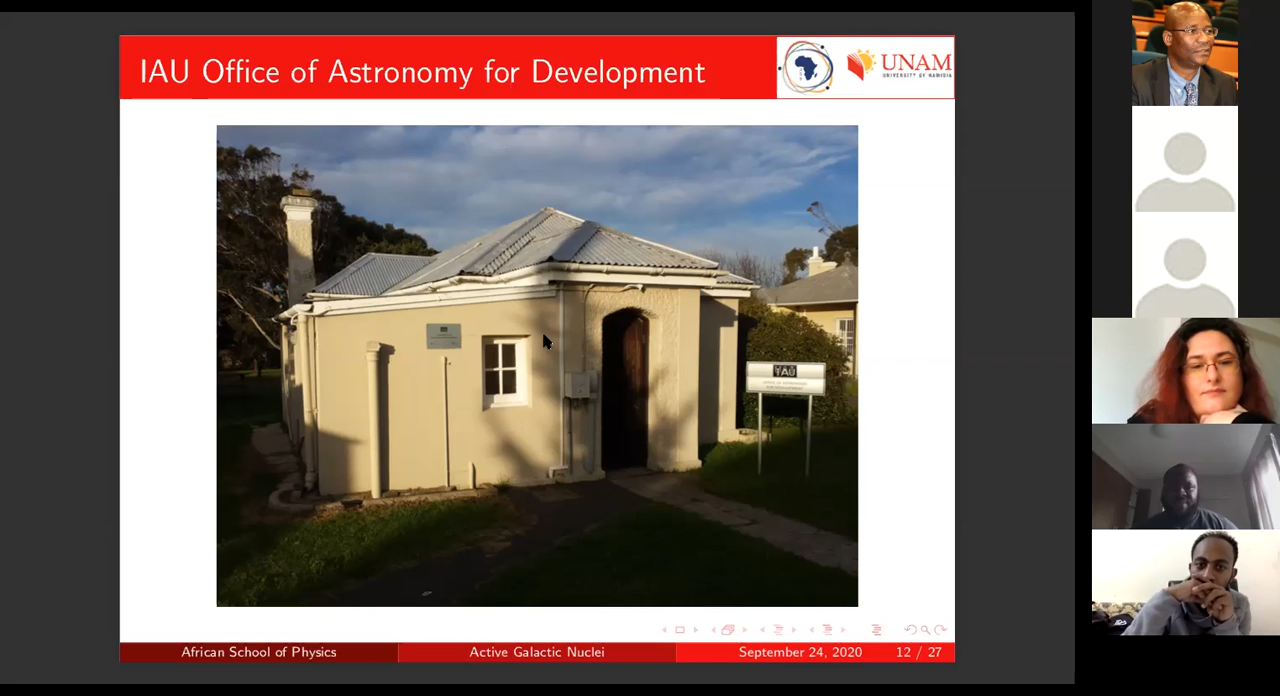 IAU Office of Astronomy for Development
UNAM
UNIVERSITY OF NAMIBIA
IAU
African School of Physics
Active Galactic Nuclei
September 24, 2020
12 / 27